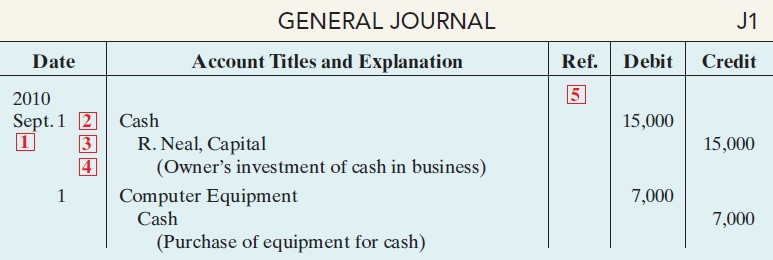 GENERAL JOURNAL J1
Date Account Titles and Explanation Ref. Debit Credit
2010 5
Sept. 1 2 Cash 15,000
1 3 R. Neal, Capital 15,000
4 (Owner's investment of cash in business)
1 Computer Equipment 7,000
Cash 7,000
(Purchase of equipment for cash)